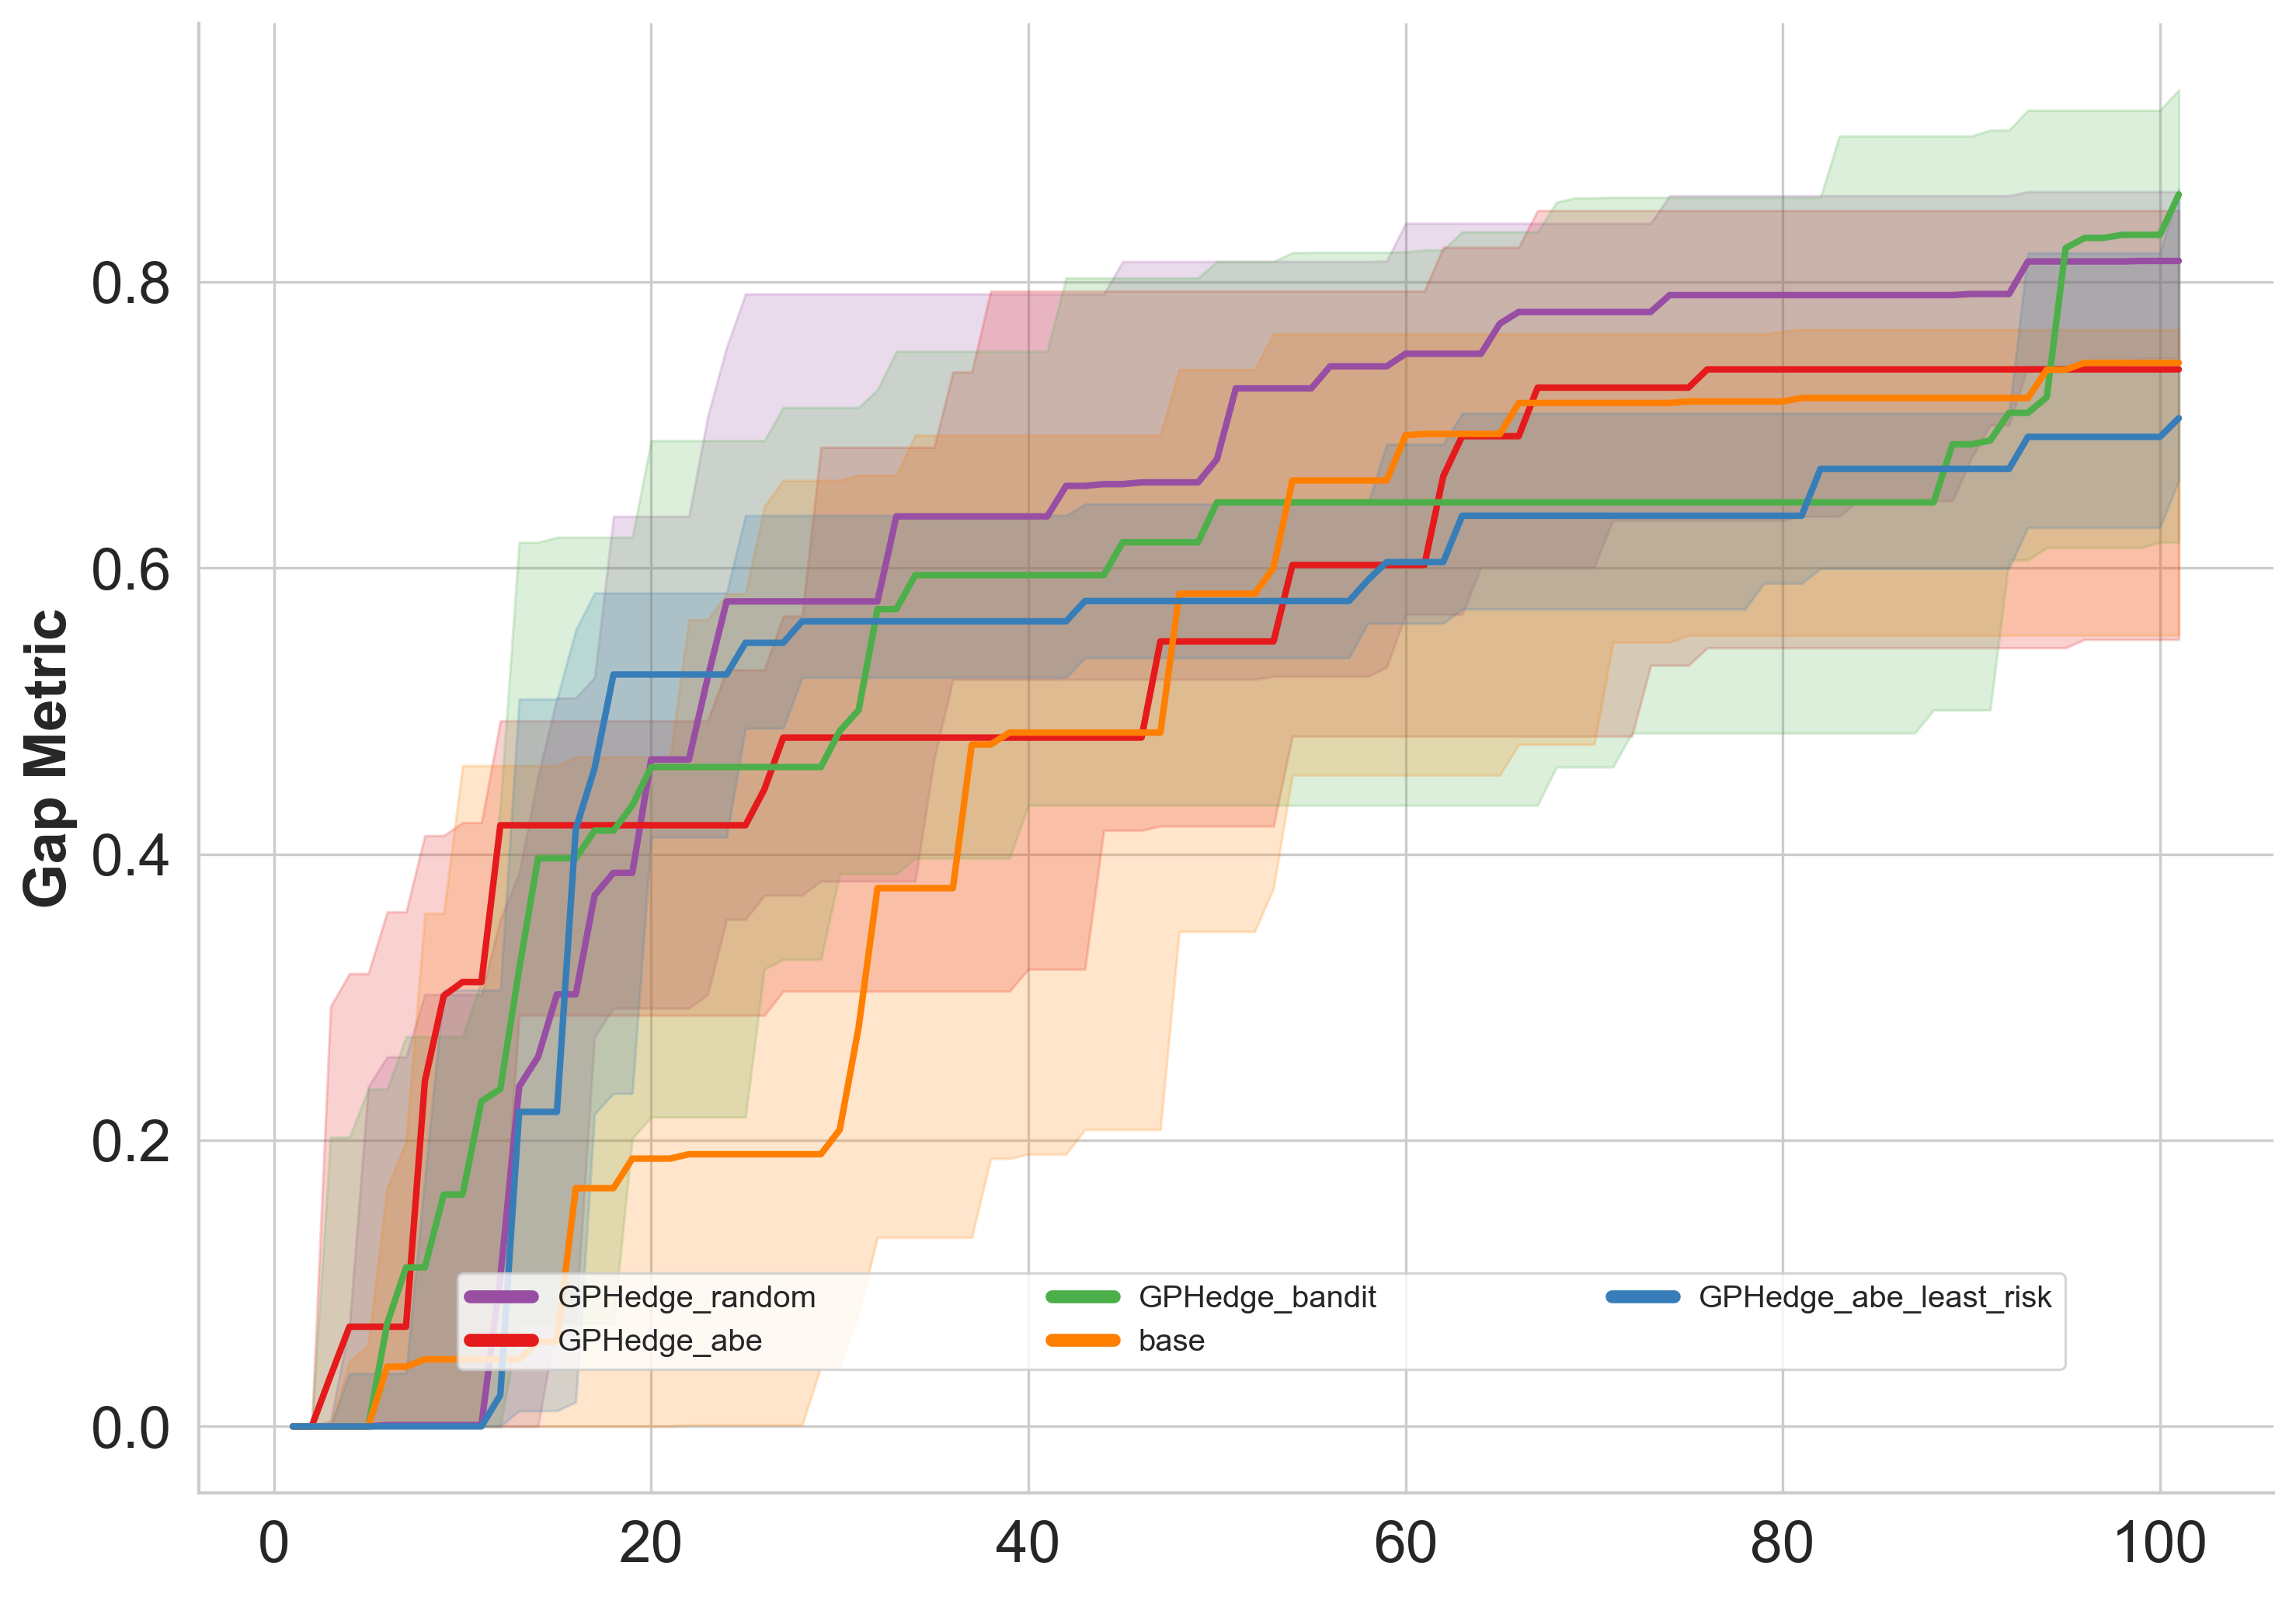 Gap Metric
0.8
0.6
0.4
0.2
0.0
GPHedge_random GPHedge_bandit GPHedge_abe_least_risk
GPHedge_abe base
0 20 40 60 80 100